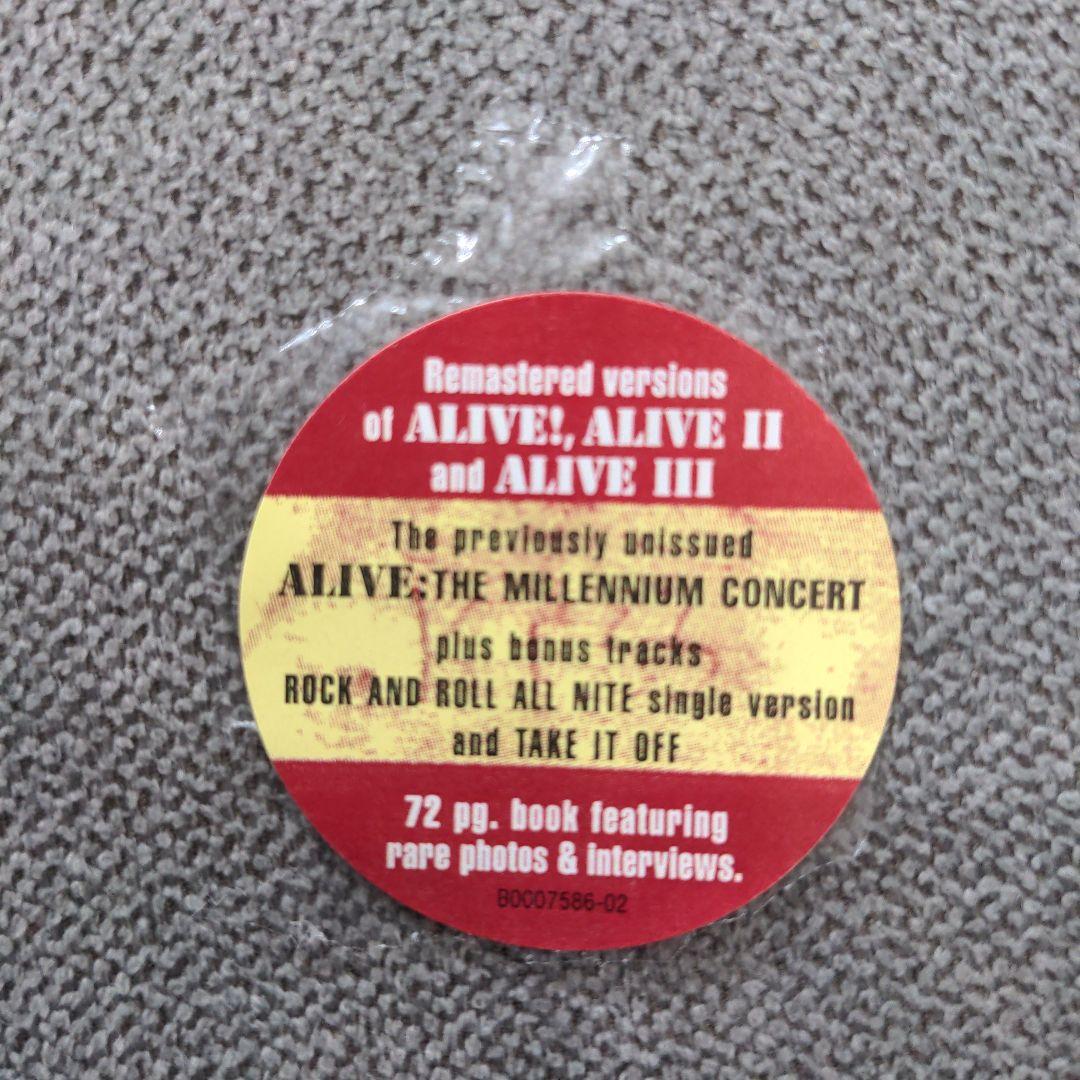 Remastered versions
of ALIVE!, ALIVE II
and ALIVE III
The previously unissued
ALIVE: THE MILLENNIUM CONCERT
plus bonus tracks
ROCK AND ROLL ALL NITE single version
and TAKE IT OFF
72 pg. book featuring
rare photos & interviews.
B0007586-02